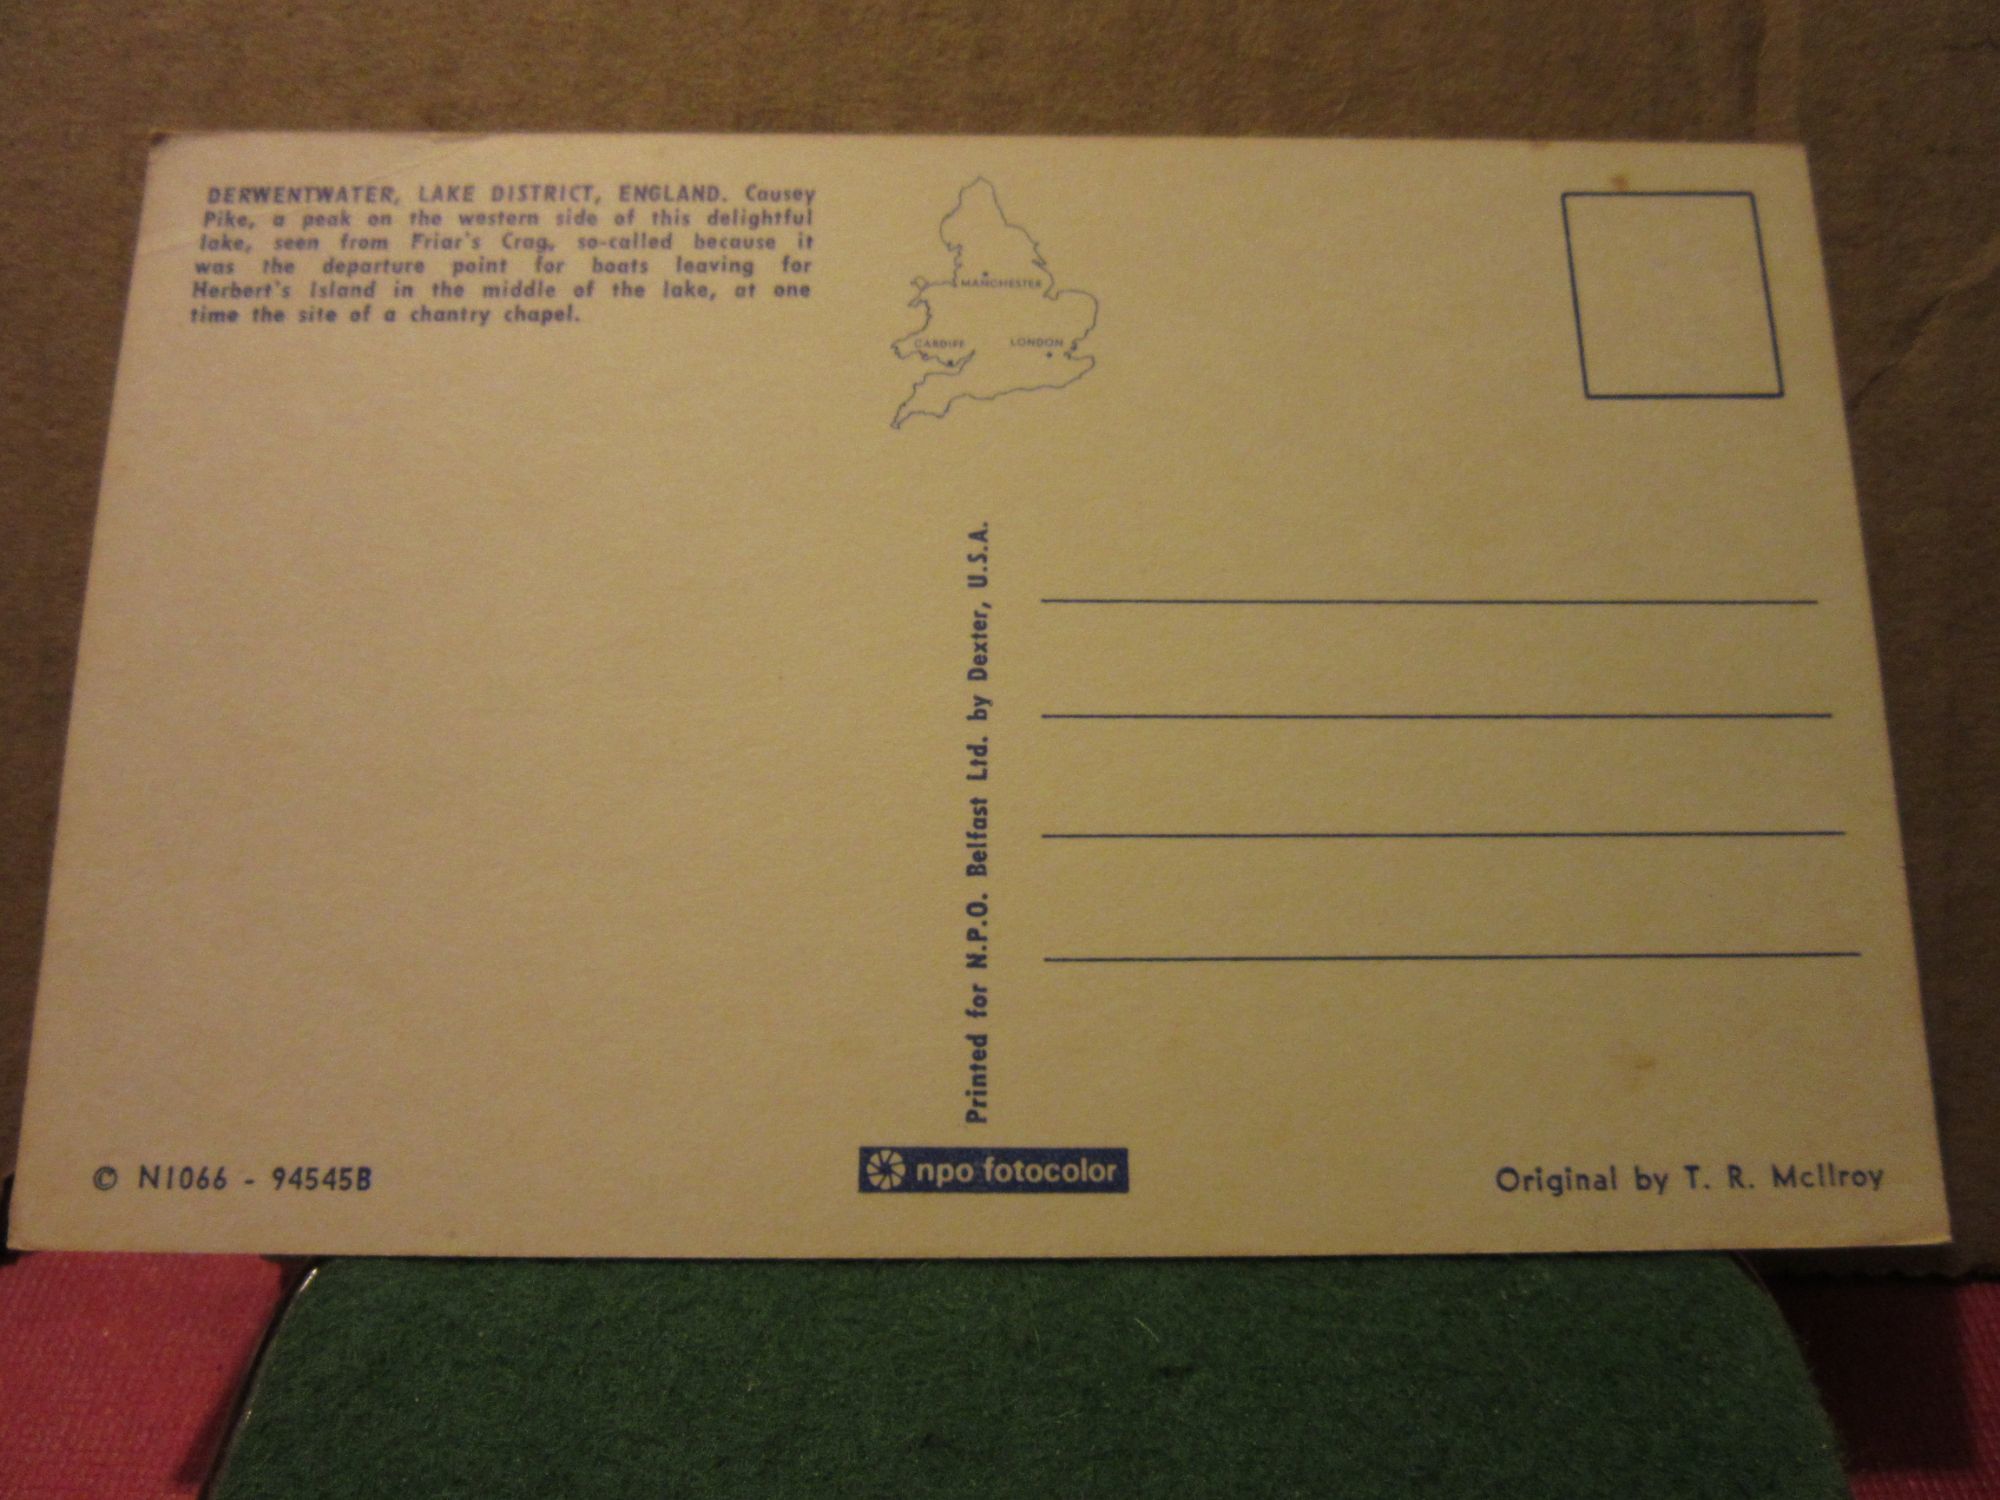 DERWENTWATER, LAKE DISTRICT, ENGLAND. Causey
Pike, a peak on the western side of this delightful
lake, seen from Friar's Crag, so-called because it
was the departure point for boats leaving for
Herbert's Island in the middle of the lake, at one
time the site of a chantry chapel.
MANCHESTER
CARDIFF
LONDON
Printed for N.P.O. Belfast Ltd. by Dexter, U.S.A.
© N1066 - 94545B
npo fotocolor
Original by T. R. McIlroy